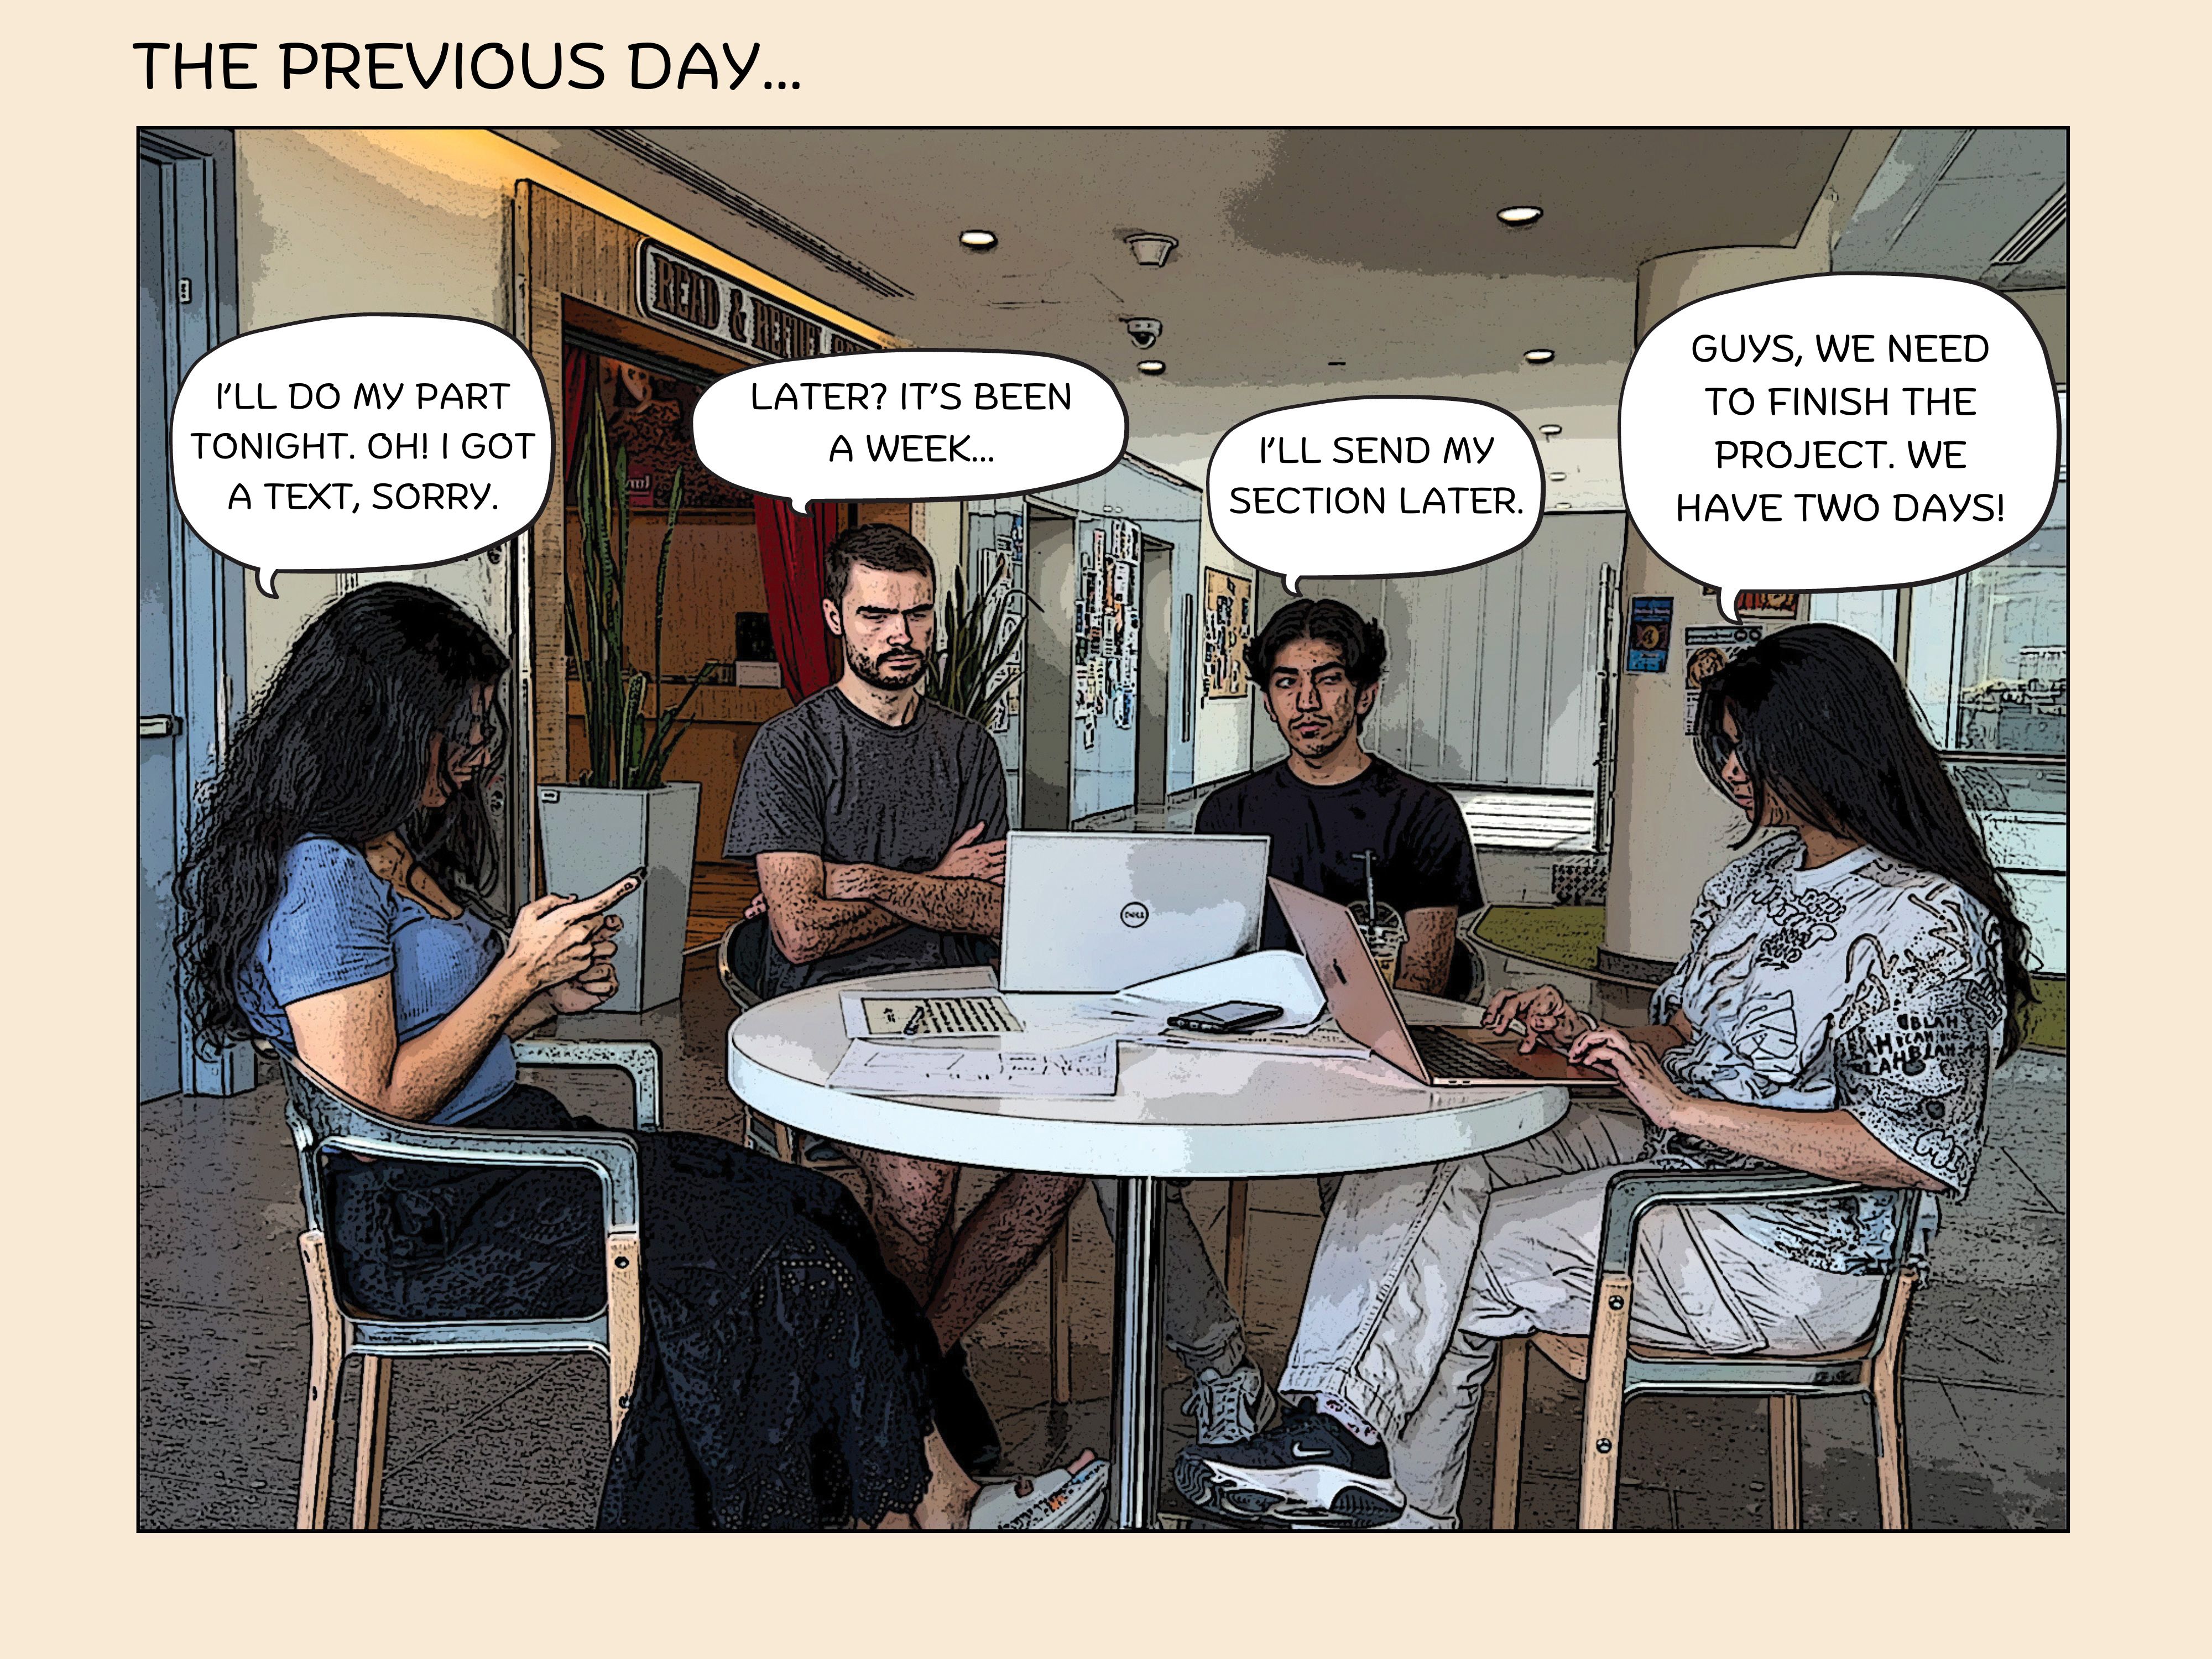 THE PREVIOUS DAY...
I'LL DO MY PART
TONIGHT. OH! I GOT
A TEXT, SORRY.
LATER? IT'S BEEN
A WEEK...
I'LL SEND MY
SECTION LATER.
GUYS, WE NEED
TO FINISH THE
PROJECT. WE
HAVE TWO DAYS!
READ &
DELL
BLAH
BLAH